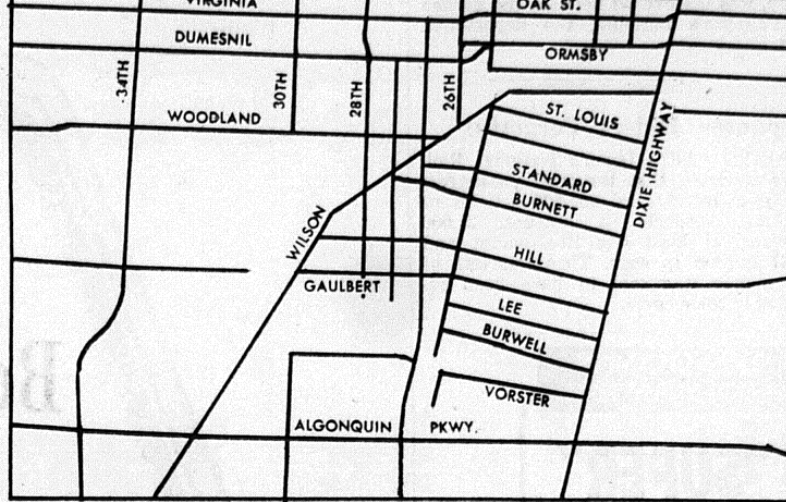 VIRGINIA
OAK ST.
DUMESNIL
ORMSBY
34TH
30TH
28TH
26TH
WOODLAND
ST. LOUIS
DIXIE HIGHWAY
STANDARD
BURNETT
WILSON
HILL
GAULBERT
LEE
BURWELL
VORSTER
ALGONQUIN PKWY.